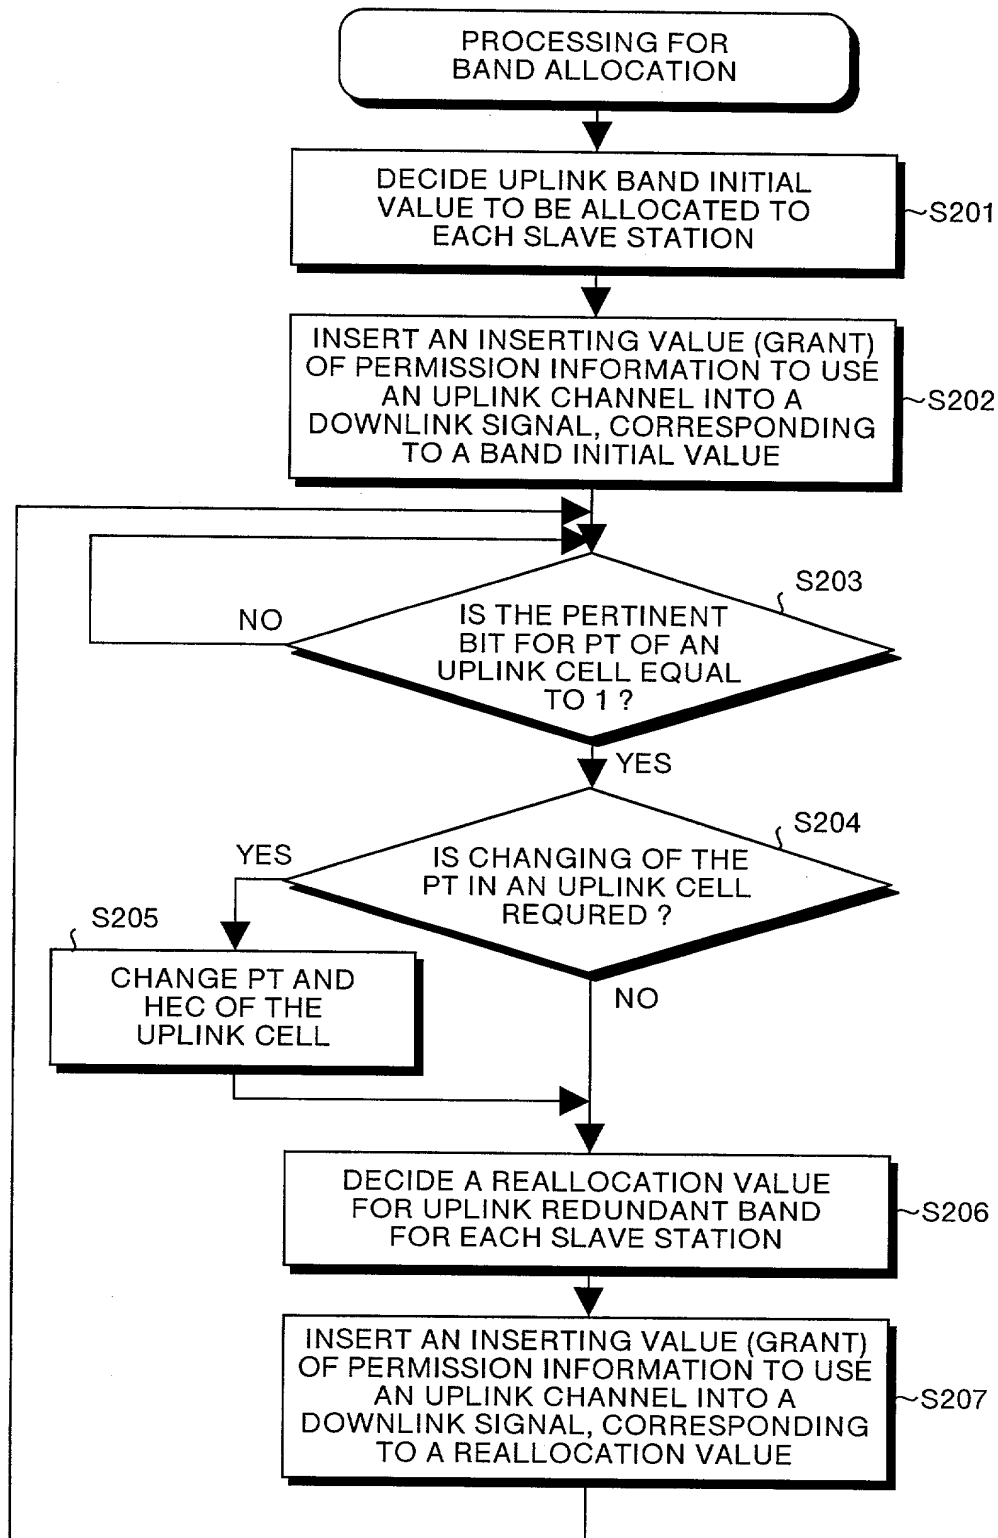 PROCESSING FOR
BAND ALLOCATION
DECIDE UPLINK BAND INITIAL
VALUE TO BE ALLOCATED TO
EACH SLAVE STATION
S201
INSERT AN INSERTING VALUE (GRANT)
OF PERMISSION INFORMATION TO USE
AN UPLINK CHANNEL INTO A
DOWNLINK SIGNAL, CORRESPONDING
TO A BAND INITIAL VALUE
S202
S203
NO
IS THE PERTINENT
BIT FOR PT OF AN
UPLINK CELL EQUAL
TO 1 ?
YES
S204
YES
IS CHANGING OF THE
PT IN AN UPLINK CELL
REQURED ?
S205
CHANGE PT AND
HEC OF THE
UPLINK CELL
NO
DECIDE A REALLOCATION VALUE
FOR UPLINK REDUNDANT BAND
FOR EACH SLAVE STATION
S206
INSERT AN INSERTING VALUE (GRANT)
OF PERMISSION INFORMATION TO USE
AN UPLINK CHANNEL INTO A
DOWNLINK SIGNAL, CORRESPONDING
TO A REALLOCATION VALUE
S207